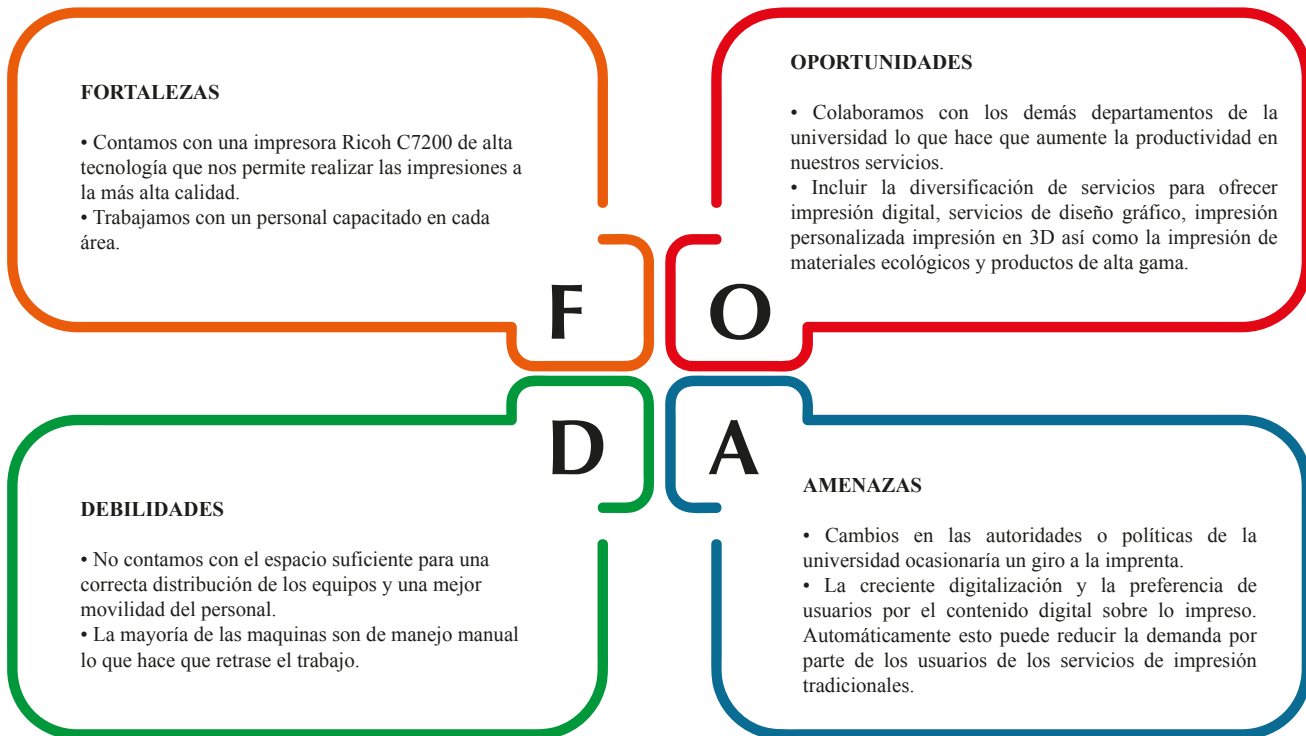 FORTALEZAS
• Contamos con una impresora Ricoh C7200 de alta
tecnología que nos permite realizar las impresiones a
la más alta calidad.
• Trabajamos con un personal capacitado en cada
área.
F
OPORTUNIDADES
• Colaboramos con los demás departamentos de la
universidad lo que hace que aumente la productividad en
nuestros servicios.
• Incluir la diversificación de servicios para ofrecer
impresión digital, servicios de diseño gráfico, impresión
personalizada impresión en 3D así como la impresión de
materiales ecológicos y productos de alta gama.
O
DEBILIDADES
• No contamos con el espacio suficiente para una
correcta distribución de los equipos y una mejor
movilidad del personal.
• La mayoría de las maquinas son de manejo manual
lo que hace que retrase el trabajo.
D
AMENAZAS
• Cambios en las autoridades o políticas de la
universidad ocasionaría un giro a la imprenta.
• La creciente digitalización y la preferencia de
usuarios por el contenido digital sobre lo impreso.
Automáticamente esto puede reducir la demanda por
parte de los usuarios de los servicios de impresión
tradicionales.
A